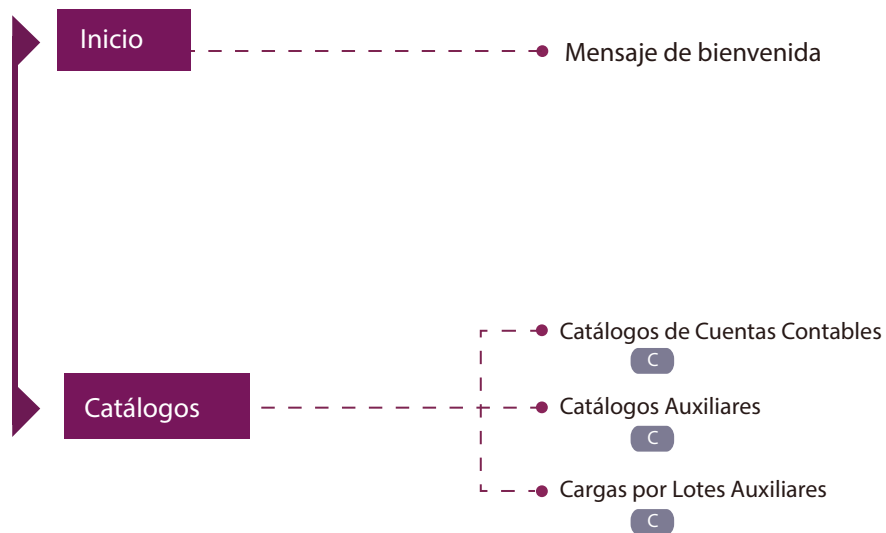 Inicio
Mensaje de bienvenida
Catálogos de Cuentas Contables
C
Catálogos
Catálogos Auxiliares
C
Cargas por Lotes Auxiliares
C